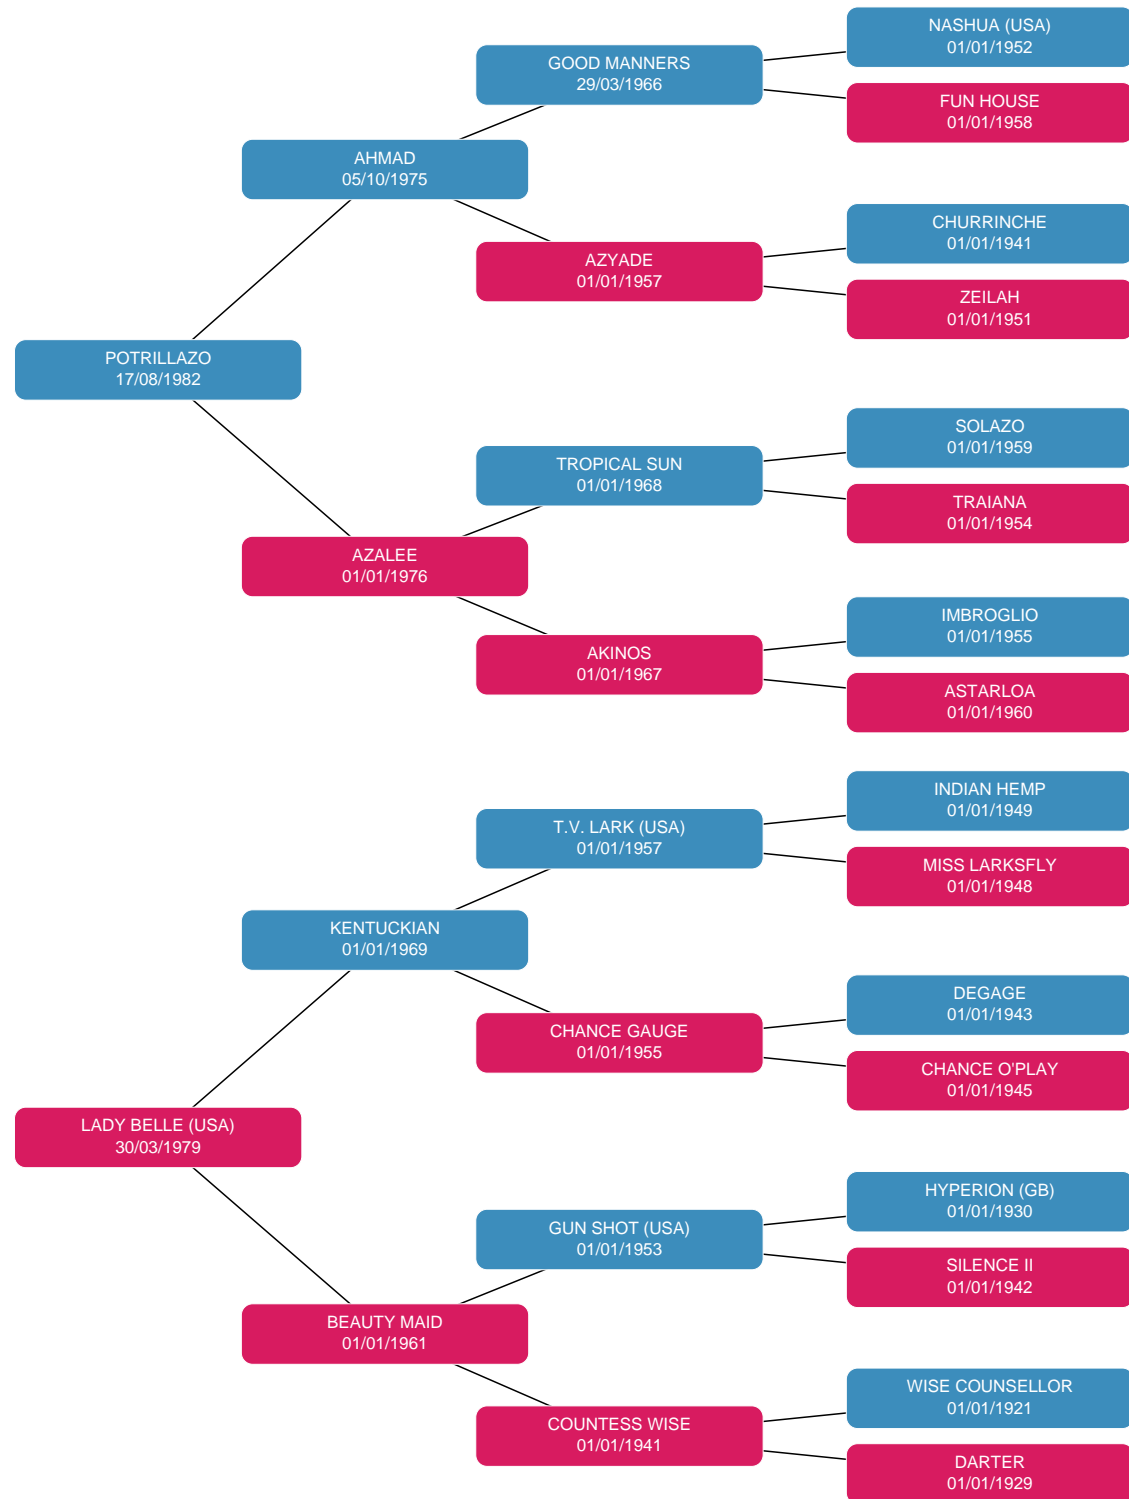 NASHUA (USA)
01/01/1952
GOOD MANNERS
29/03/1966
FUN HOUSE
01/01/1958
AHMAD
05/10/1975
CHURRINCHE
01/01/1941
AZYADE
01/01/1957
ZEILAH
01/01/1951
POTRILLAZO
17/08/1982
SOLAZO
01/01/1959
TROPICAL SUN
01/01/1968
TRAIANA
01/01/1954
AZALEE
01/01/1976
IMBROGLIO
01/01/1955
AKINOS
01/01/1967
ASTARLOA
01/01/1960
INDIAN HEMP
01/01/1949
T.V. LARK (USA)
01/01/1957
MISS LARKSFLY
01/01/1948
KENTUCKIAN
01/01/1969
DEGAGE
01/01/1943
CHANCE GAUGE
01/01/1955
CHANCE O'PLAY
01/01/1945
LADY BELLE (USA)
30/03/1979
HYPERION (GB)
01/01/1930
GUN SHOT (USA)
01/01/1953
SILENCE II
01/01/1942
BEAUTY MAID
01/01/1961
WISE COUNSELLOR
01/01/1921
COUNTESS WISE
01/01/1941
DARTER
01/01/1929